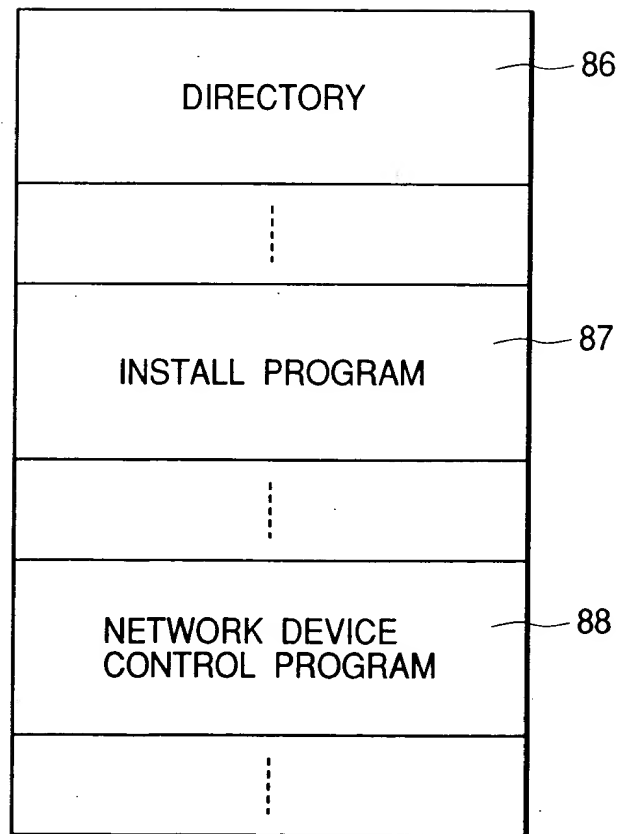 DIRECTORY
86
INSTALL PROGRAM
87
NETWORK DEVICE
CONTROL PROGRAM
88